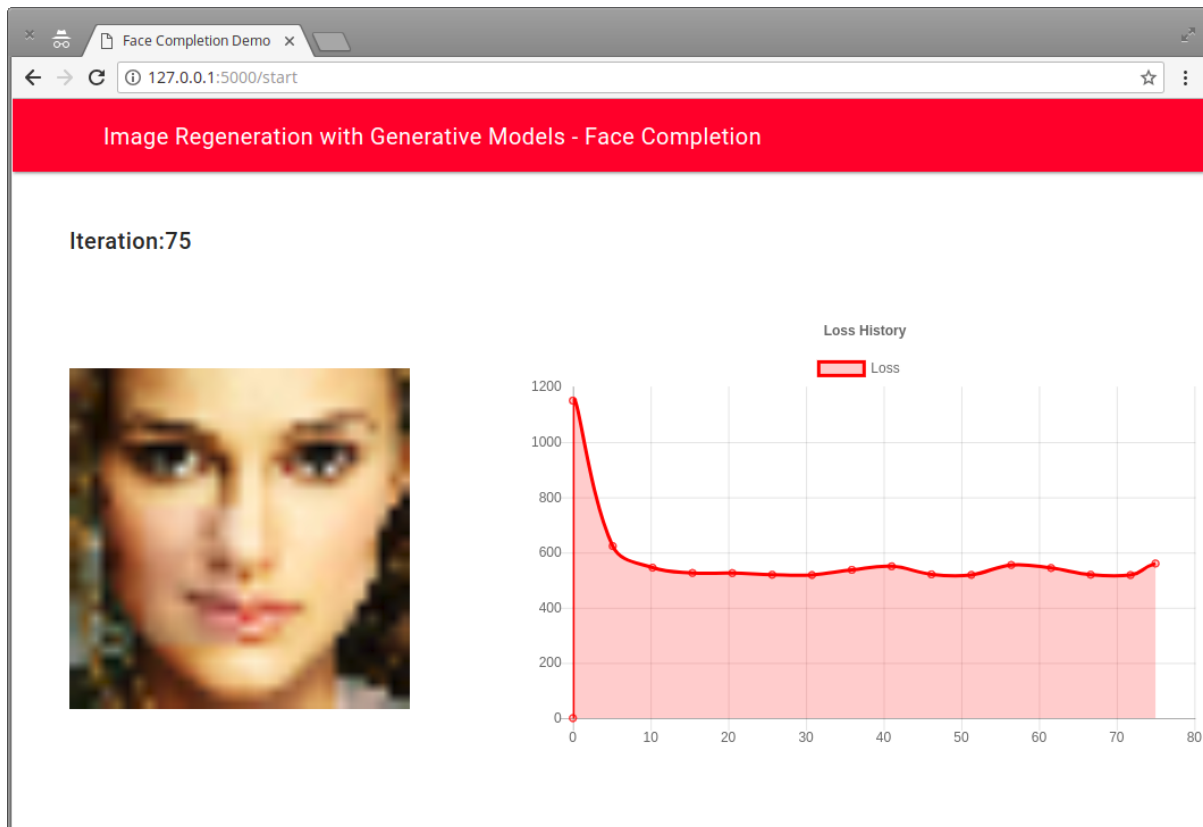 Face Completion Demo
127.0.0.1:5000/start
Image Regeneration with Generative Models - Face Completion
Iteration:75
Loss History
Loss
1200
1000
800
600
400
200
0
0 10 20 30 40 50 60 70 80